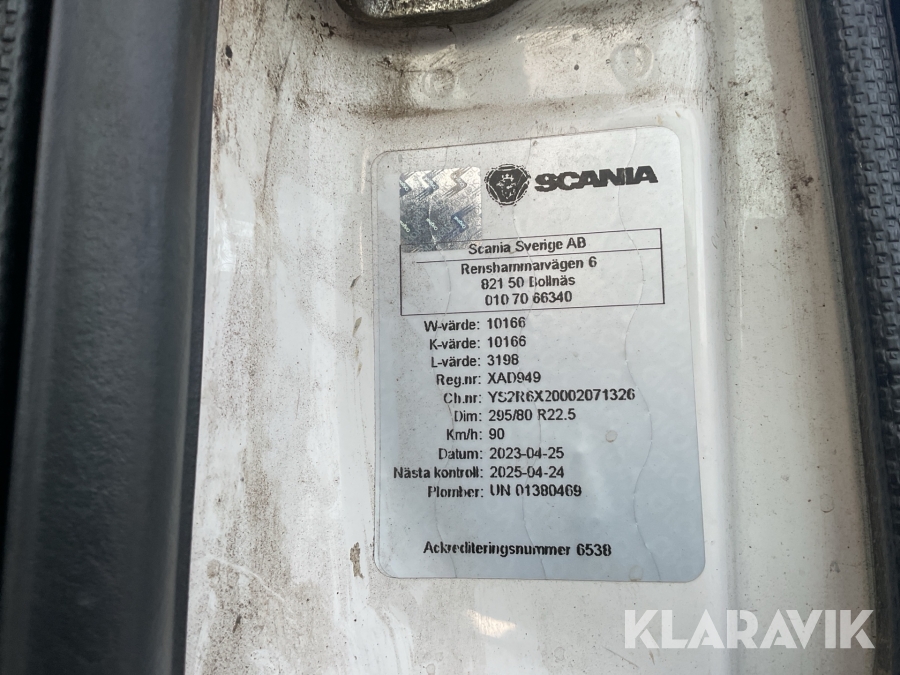 SCANIA
Scania Sverige AB
Renshammarvägen 6
821 50 Bollnäs
010 70 66340
W-värde: 10166
K-värde: 10166
L-värde: 3198
Reg.nr: XAD949
Ch.nr: YS2R6X20002071326
Dim: 295/80 R22.5
Km/h: 90
Datum: 2023-04-25
Nästa kontroll: 2025-04-24
Plomber: UN 01380469
Ackrediteringsnummer 6538
KLARAVIK